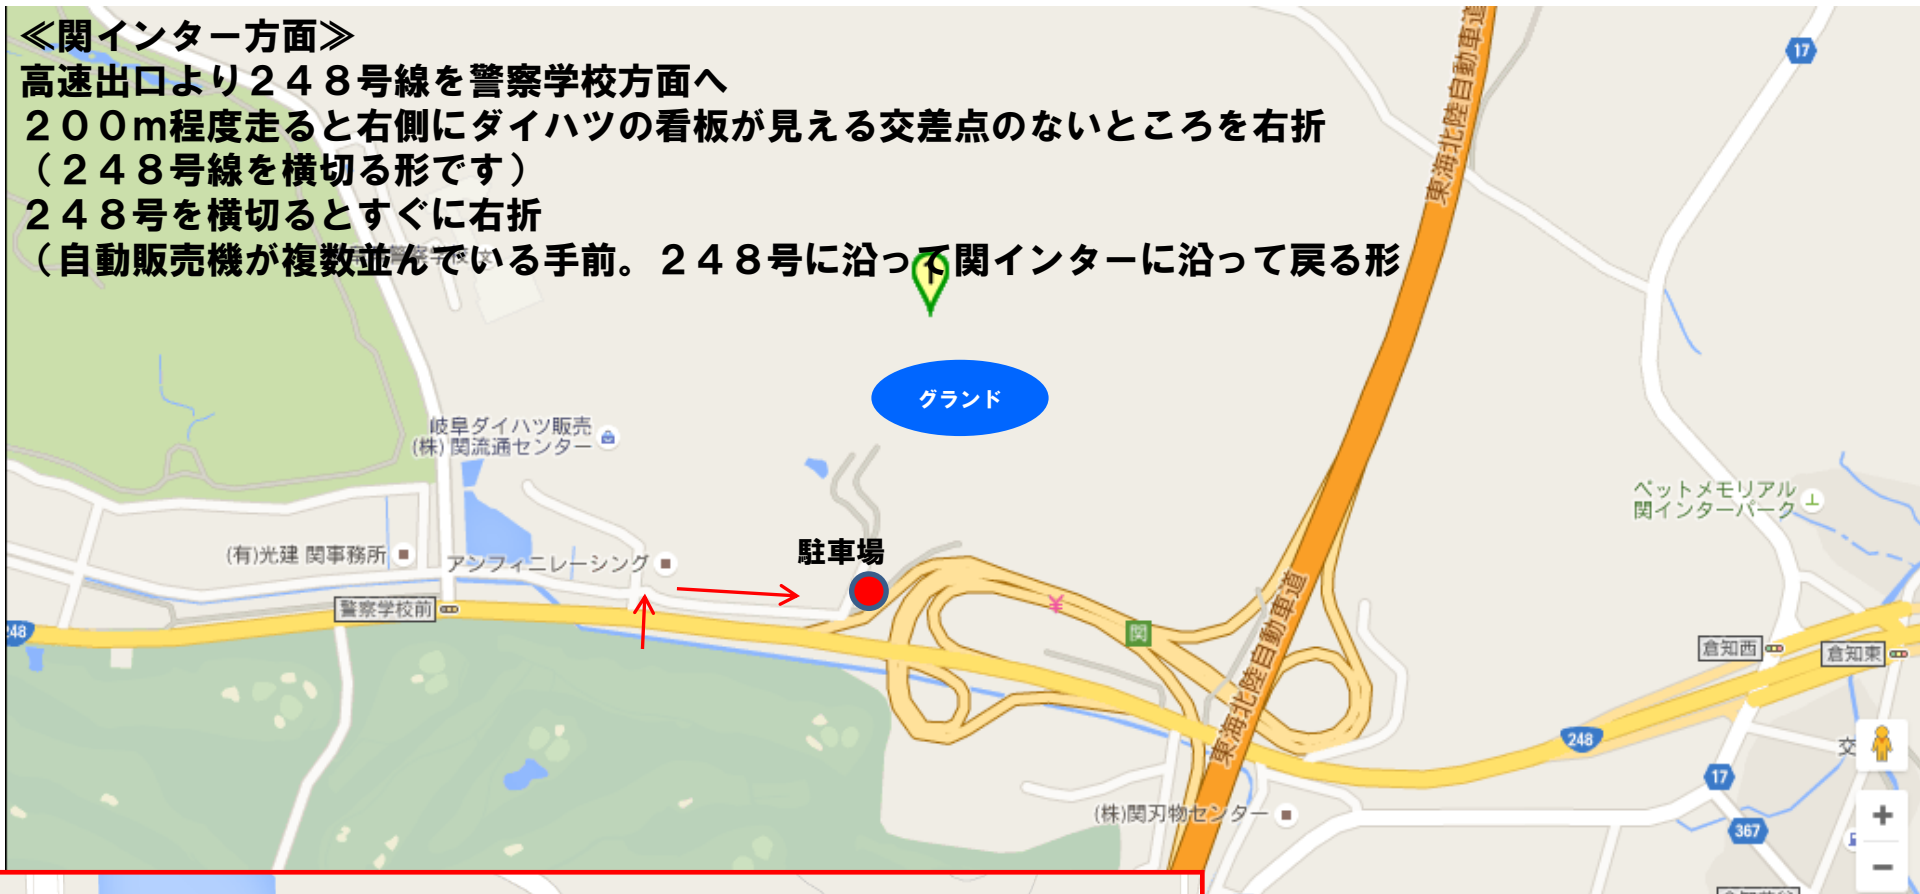 ≪関インター方面≫
高速出口より２４８号線を警察学校方面へ
２００ｍ程度走ると右側にダイハツの看板が見える交差点のないところを右折
（２４８号線を横切る形です）
２４８号を横切るとすぐに右折
（自動販売機が複数並んでいる手前。２４８号に沿って関インターに沿って戻る形
東海北陸自動車道
17
1
グランド
岐阜ダイハツ販売
(株)関流通センター
ペットメモリアル
関インターパーク
(有)光建 関事務所
アンフィニレーシング
駐車場
警察学校前
¥
関
248
東海北陸自動車道
倉知西
倉知東
248
交
17
(株)関刃物センター
367
+
−